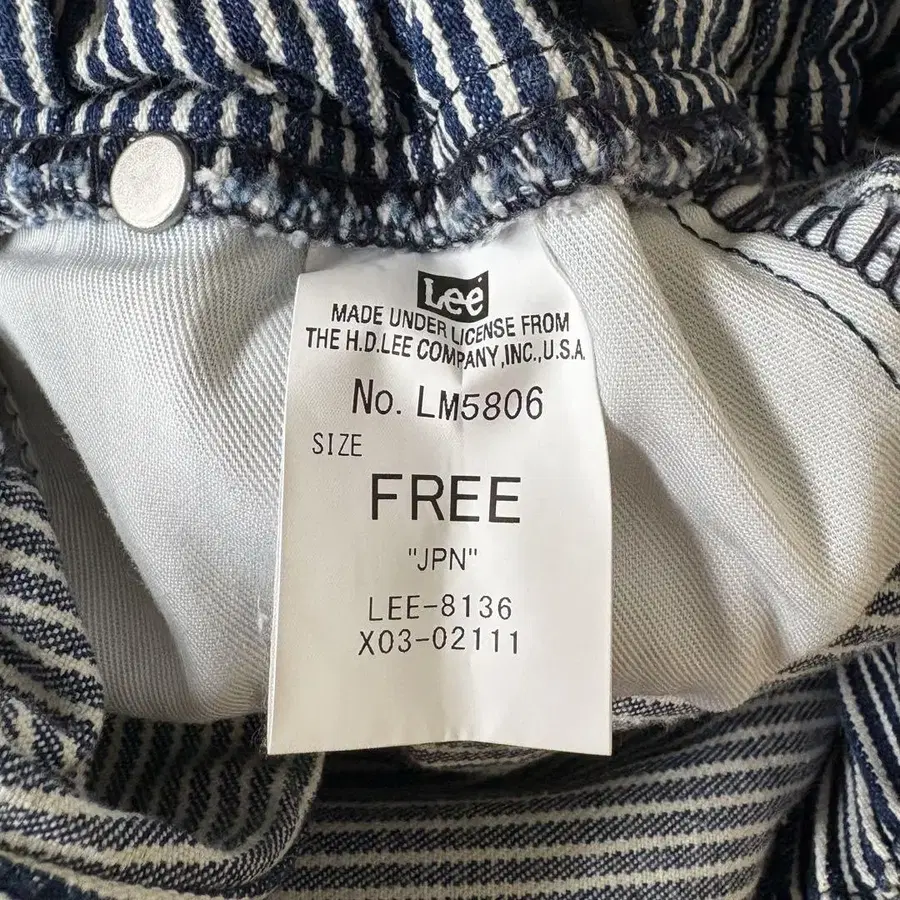 Lee
MADE UNDER LICENSE FROM
THE H.D.LEE COMPANY,INC.,U.S.A.
No. LM5806
SIZE
FREE
"JPN"
LEE-8136
X03-02111